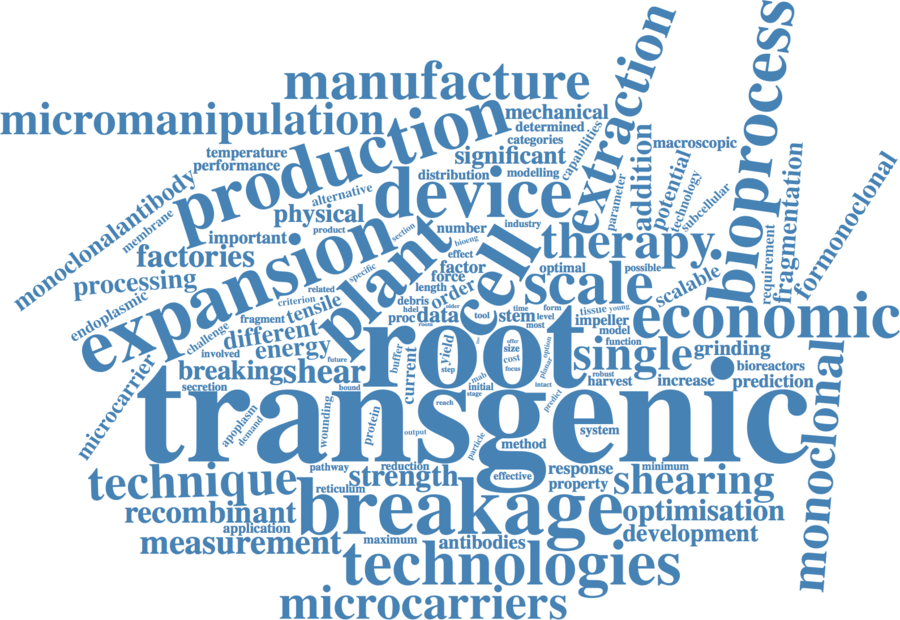 manufacture
extraction
bioprocess
micromanipulation
production
mechanical
determined
categories
capabilities
addition
macroscopic
temperature
performance
significant
potential
monoclonalantibody
alternative
device
distribution
modelling
parameter
technology
subcellular
fragmentation
formonoclonal
membrane
physical
product
section
number
industry
important
factories
expansion
plant
bioeng
effect
cell
therapy
requirement
processing
specific
factor
force
optimal
possible
scale
scalable
endoplasmic
related
criterion
tensile
length
order
debris
hdel
proc
data
tool
time
stem
form
level
most
tissue
young
impeller
model
economic
fragment
challenge
different
energy
involved
future
root
buffer
current
yield
step
offer
size
cost
focus
option
planar
function
single
grinding
microcarrier
breaking
shear
bioreactors
robust
harvest
increase
prediction
secretion
bound
mab
initial
stage
intact
predict
transgenic
monoclonal
apoplasm
demand
wounding
protein
reach
output
particle
method
system
pathway
reduction
technique
strength
reticulum
effective
response
property
minimum
shearing
recombinant
breakage
optimisation
application
measurement
maximum
antibodies
development
technologies
microcarriers